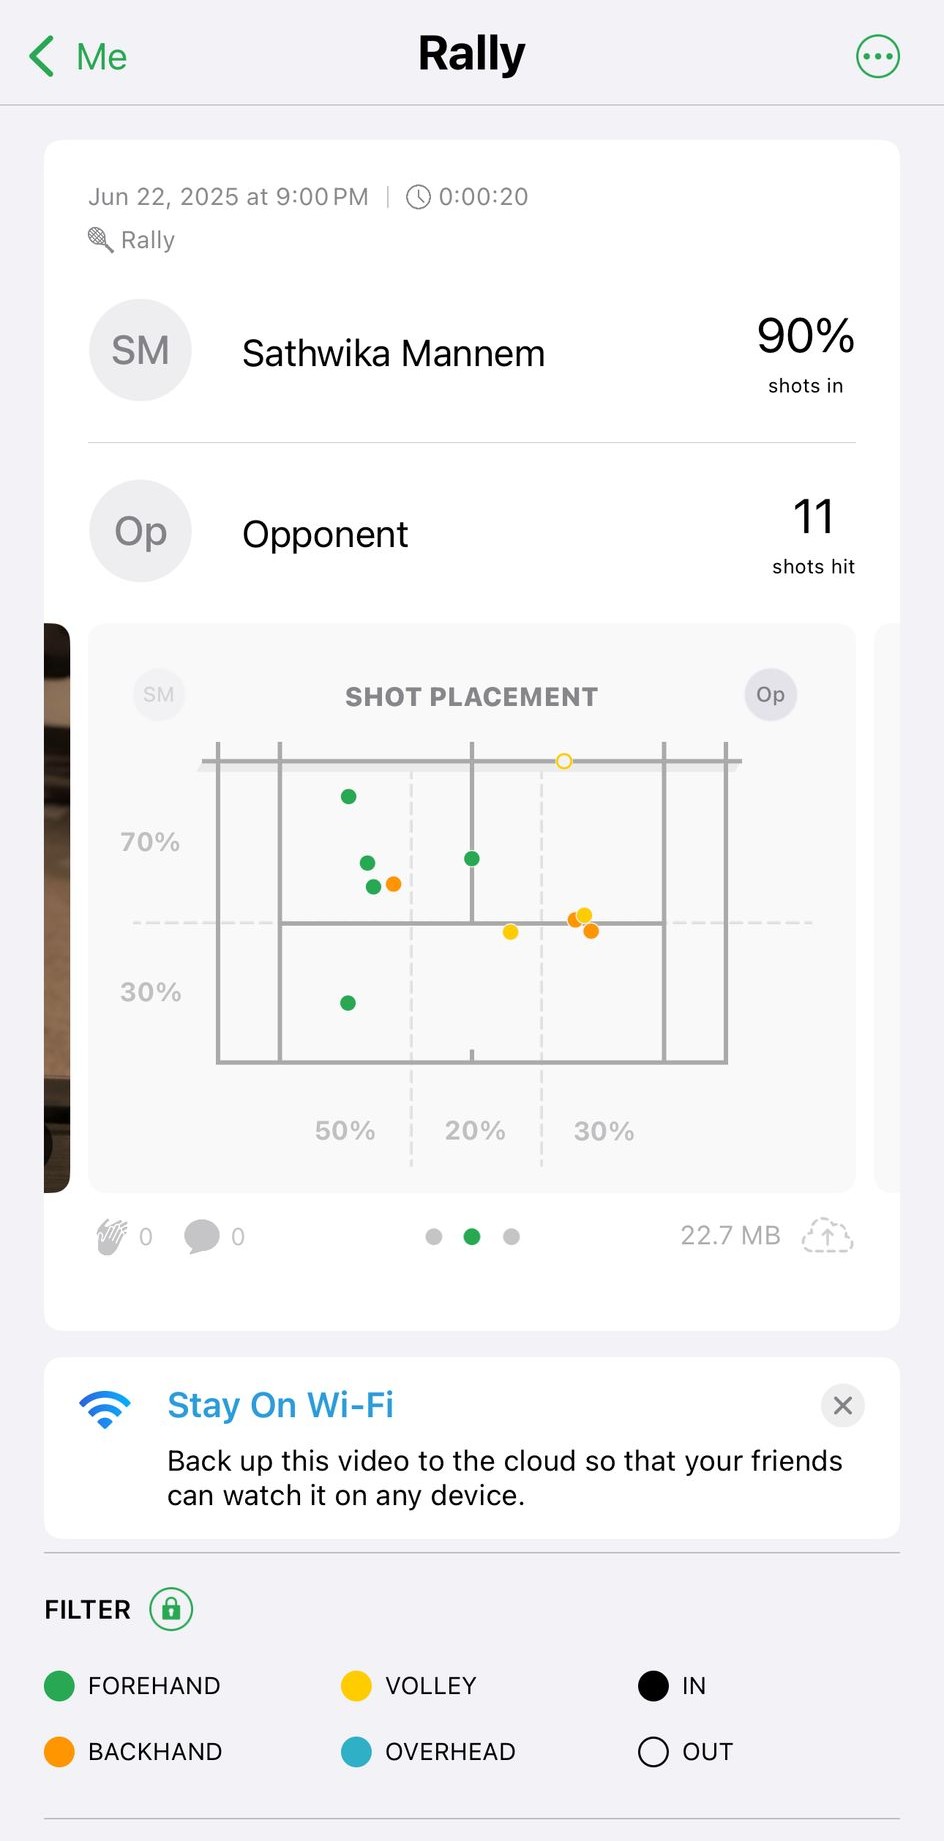 Me
Rally
Jun 22, 2025 at 9:00 PM | 0:00:20
Rally
SM
Sathwika Mannem
90%
shots in
Op
Opponent
11
shots hit
SM
SHOT PLACEMENT
Op
70%
30%
50%
20%
30%
0
0
22.7 MB
Stay On Wi-Fi
Back up this video to the cloud so that your friends
can watch it on any device.
FILTER
FOREHAND
VOLLEY
IN
BACKHAND
OVERHEAD
OUT